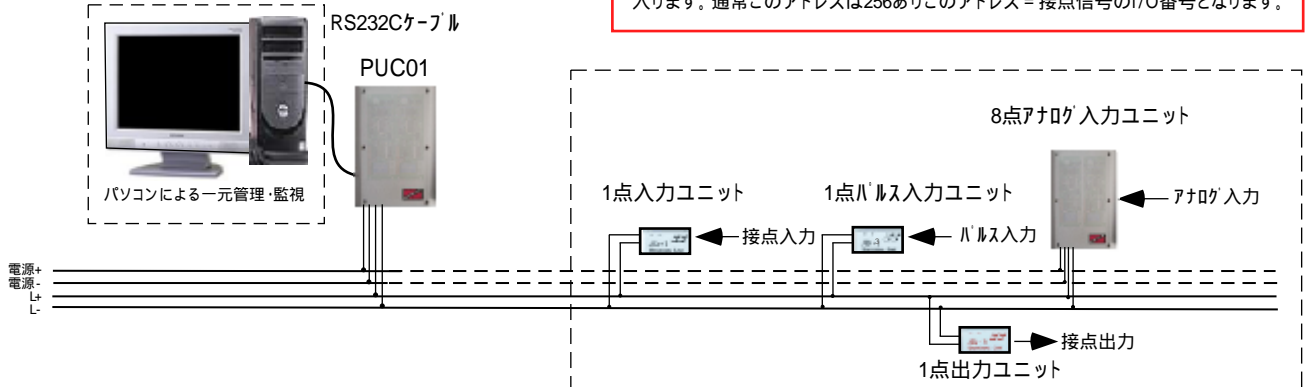 入ります。通常このアドレスは256ありこのアドレス=接点信号のI/O番号となります。
RS232Cケーブル
PUC01
8点アナログ入力ユニット
パソコンによる一元管理・監視
1点入力ユニット
1点パルス入力ユニット
アナログ入力
接点入力
パルス入力
電源+
電源-
L+
L-
接点出力
1点出力ユニット